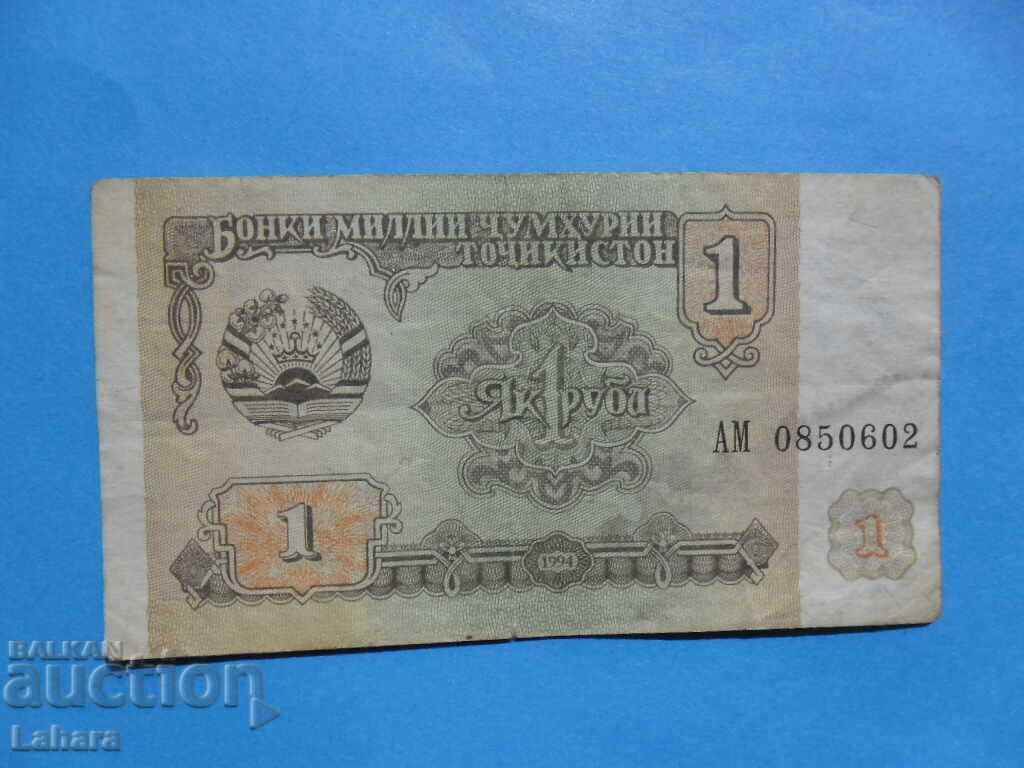 БОНКИ МИЛЛИИ ҶУМҲУРИИ
ТОҶИКИСТОН
1
ЯК 1 РУБЛ
АМ 0850602
1
1
1994
BALKAN
auction
Lahara